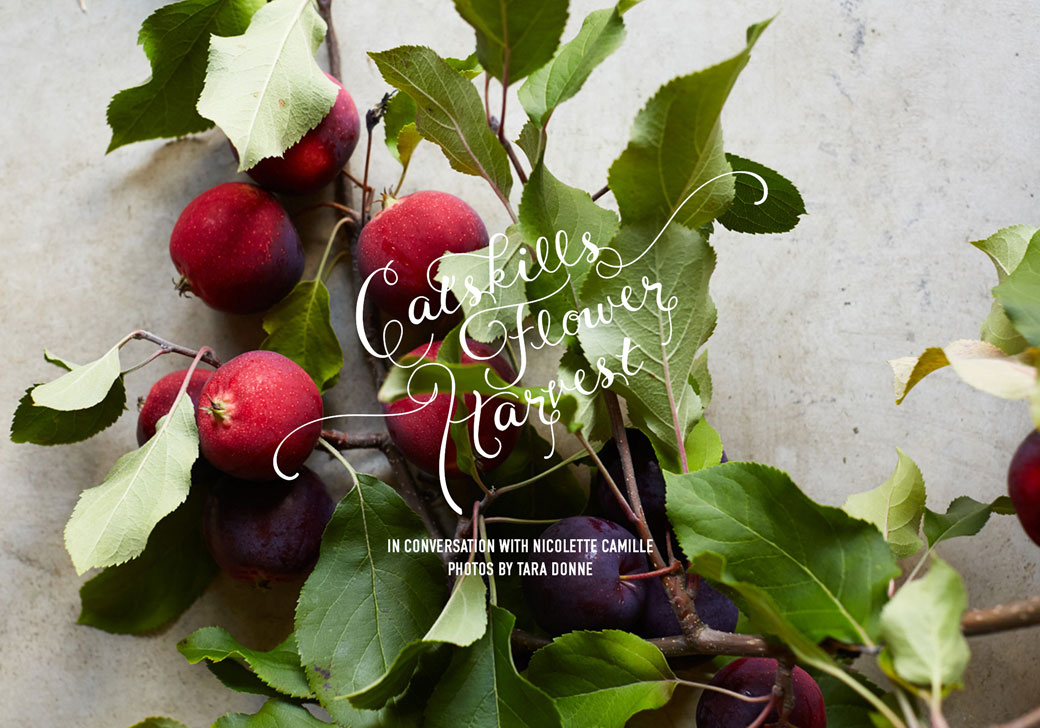 Catskills
Flower
Harvest
IN CONVERSATION WITH NICOLETTE CAMILLE
PHOTOS BY TARA DONNE